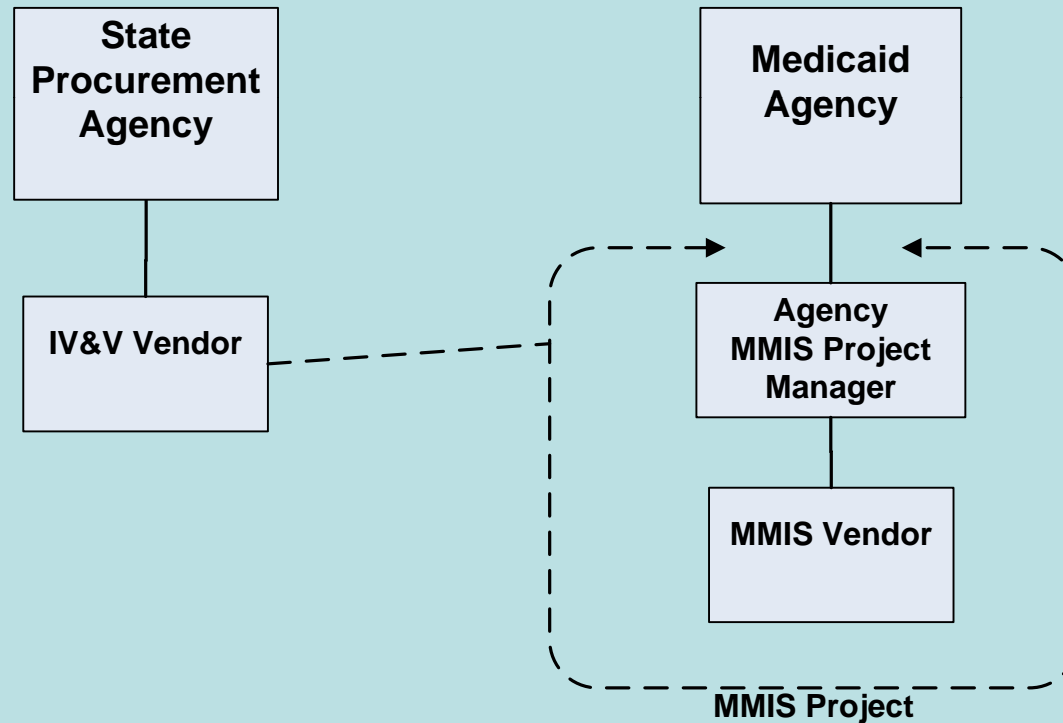 State
Procurement
Agency
Medicaid
Agency
IV&V Vendor
Agency
MMIS Project
Manager
MMIS Vendor
MMIS Project